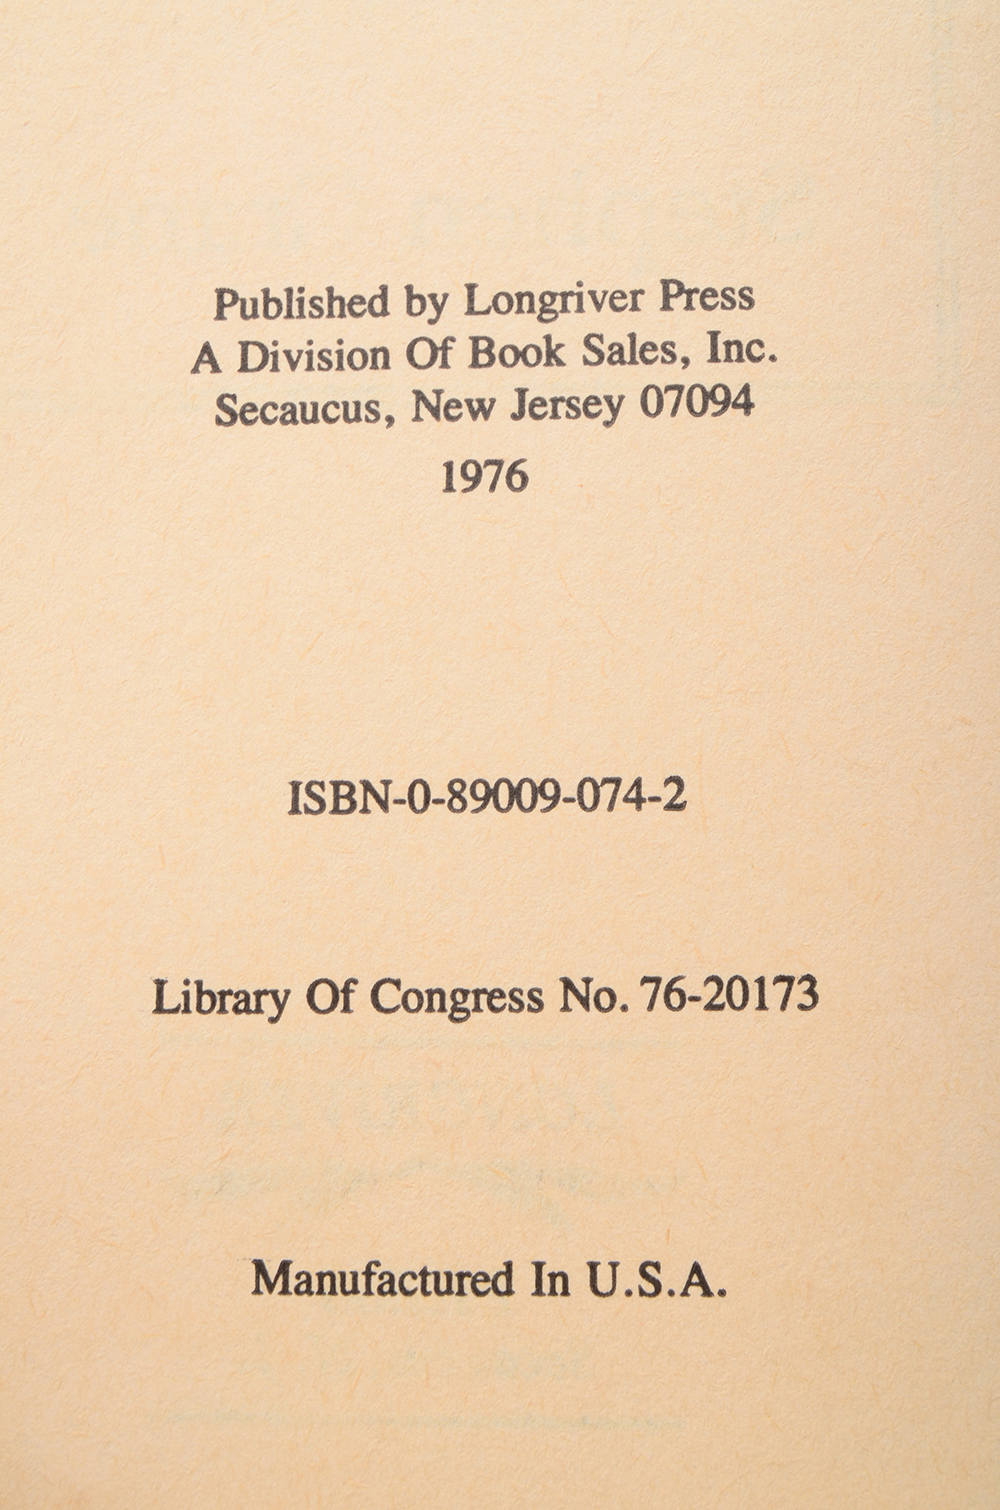 Published by Longriver Press
A Division Of Book Sales, Inc.
Secaucus, New Jersey 07094
1976
ISBN-0-89009-074-2
Library Of Congress No. 76-20173
Manufactured In U.S.A.